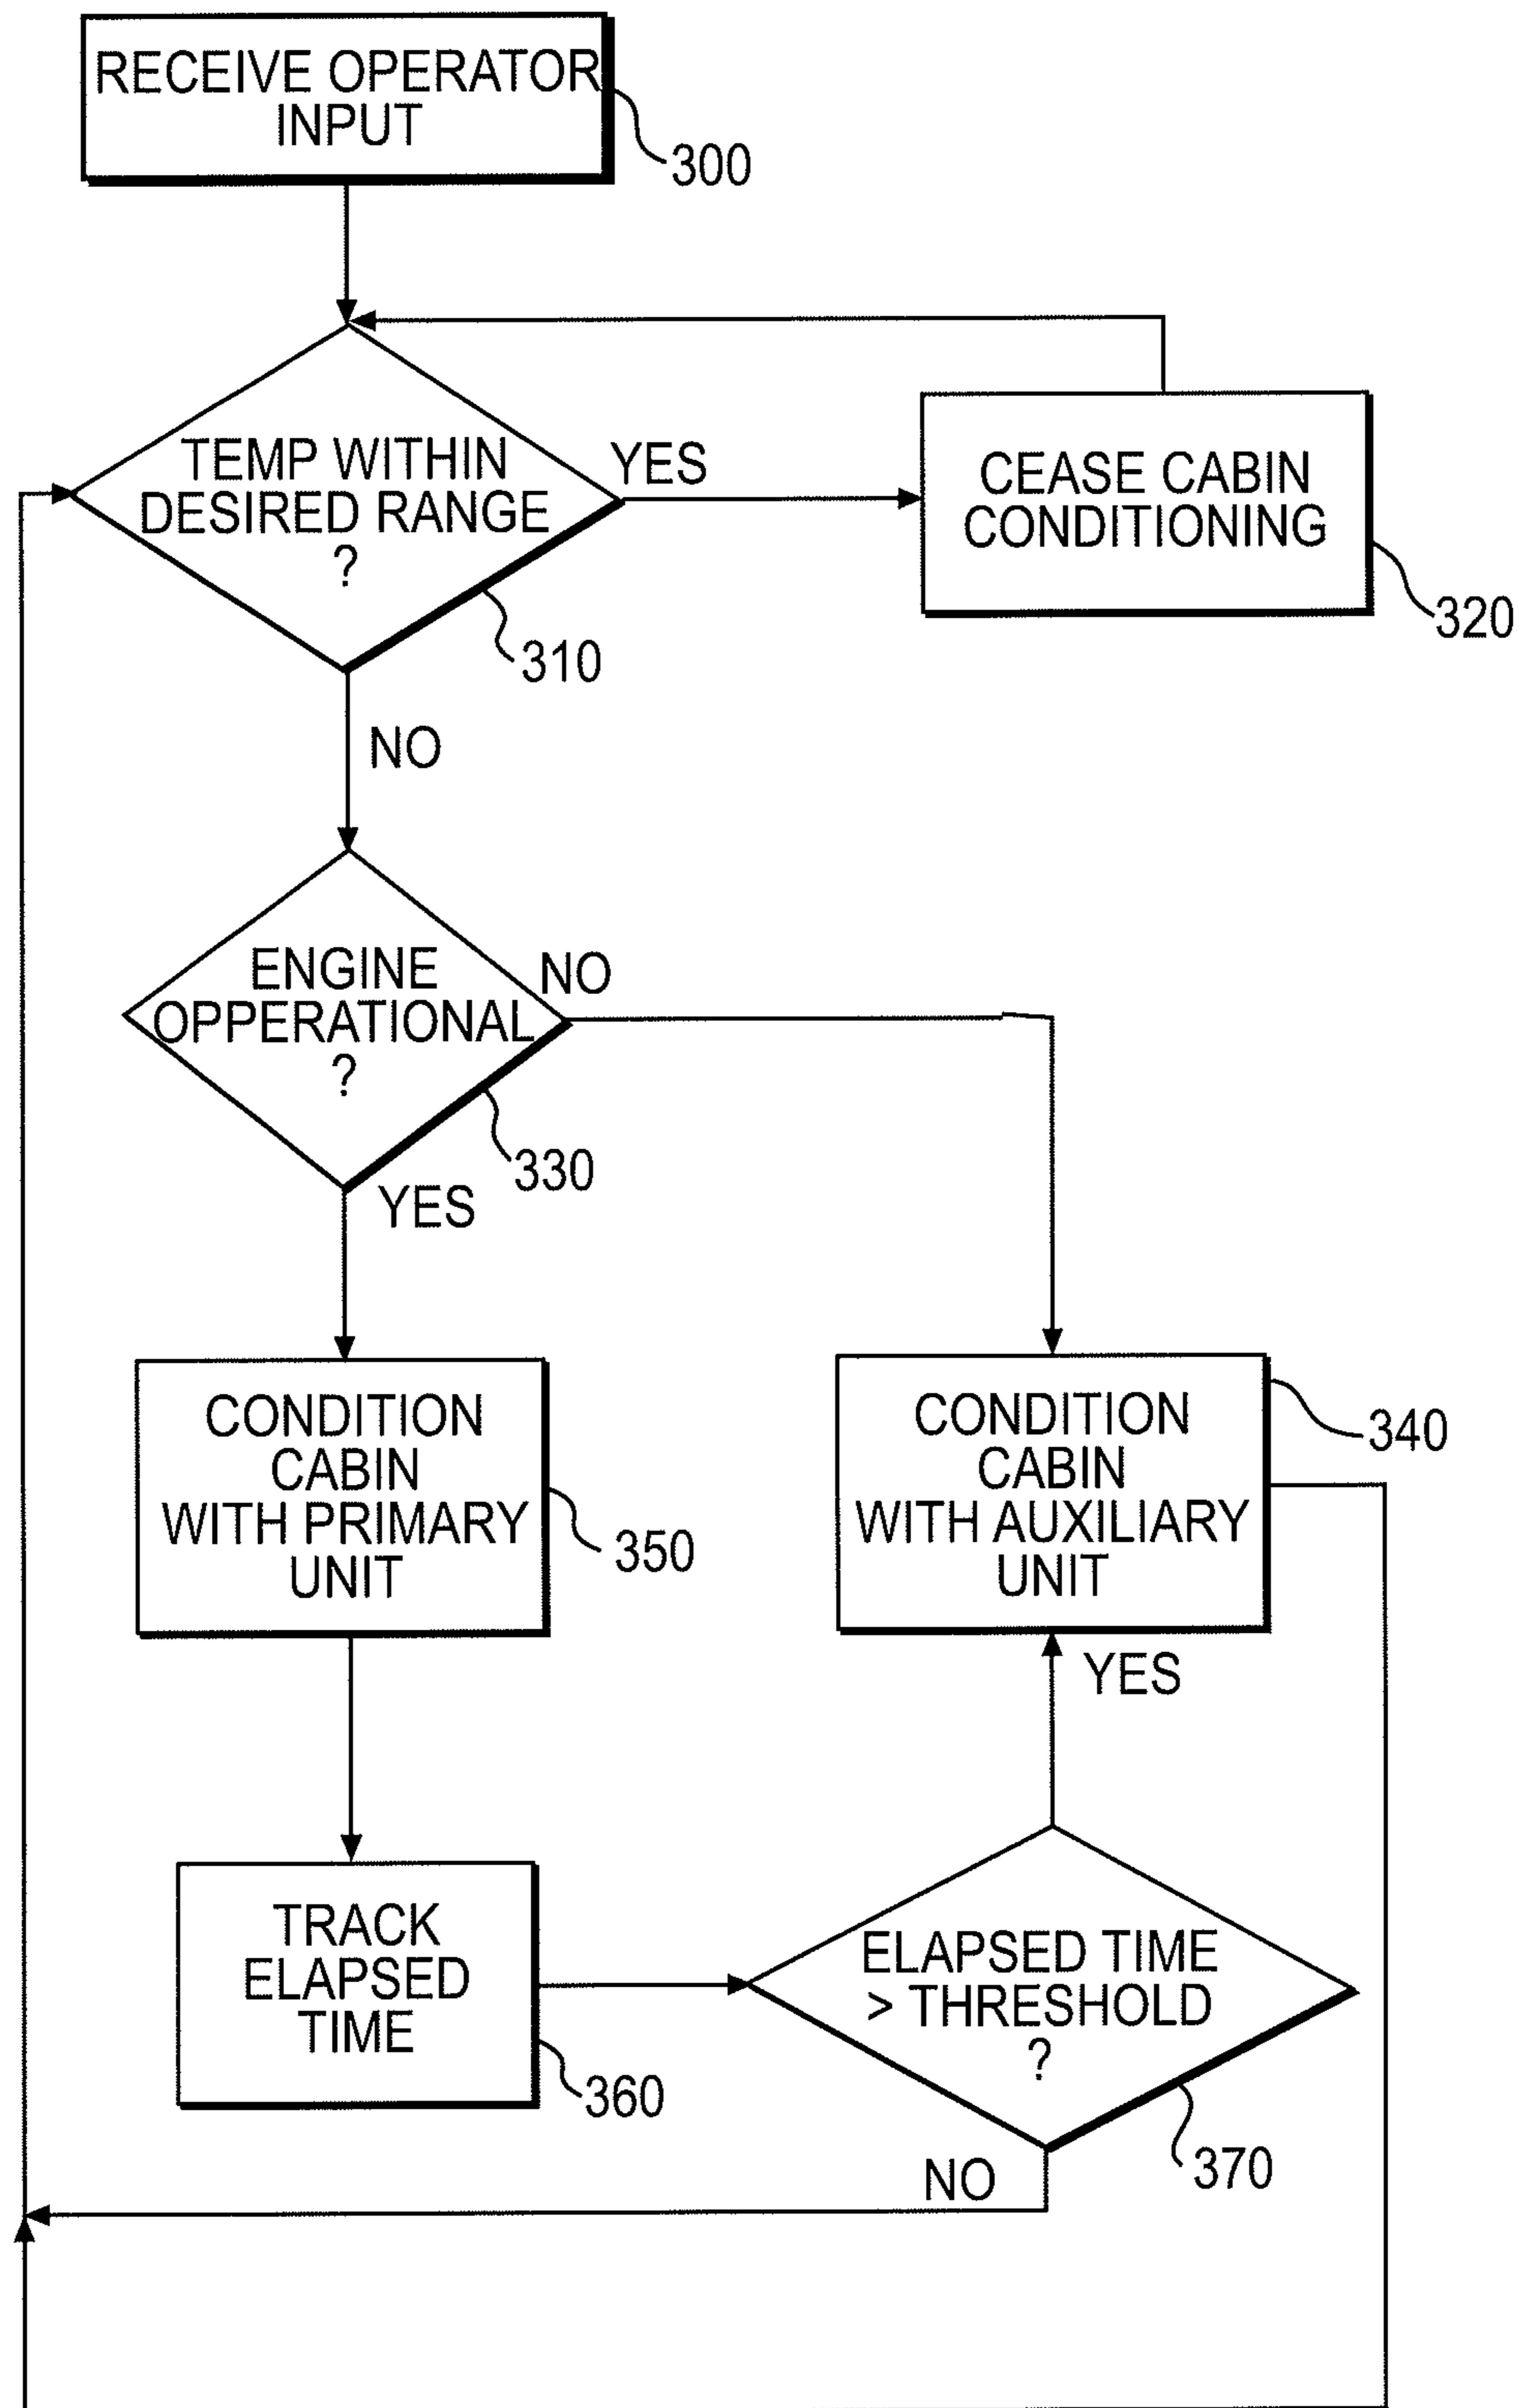 RECEIVE OPERATOR
INPUT
300
TEMP WITHIN
DESIRED RANGE
?
YES
310
CEASE CABIN
CONDITIONING
320
NO
ENGINE
OPPERATIONAL
?
NO
330
YES
CONDITION
CABIN
WITH PRIMARY
UNIT
350
CONDITION
CABIN
WITH AUXILIARY
UNIT
340
YES
TRACK
ELAPSED
TIME
360
ELAPSED TIME
> THRESHOLD
?
370
NO